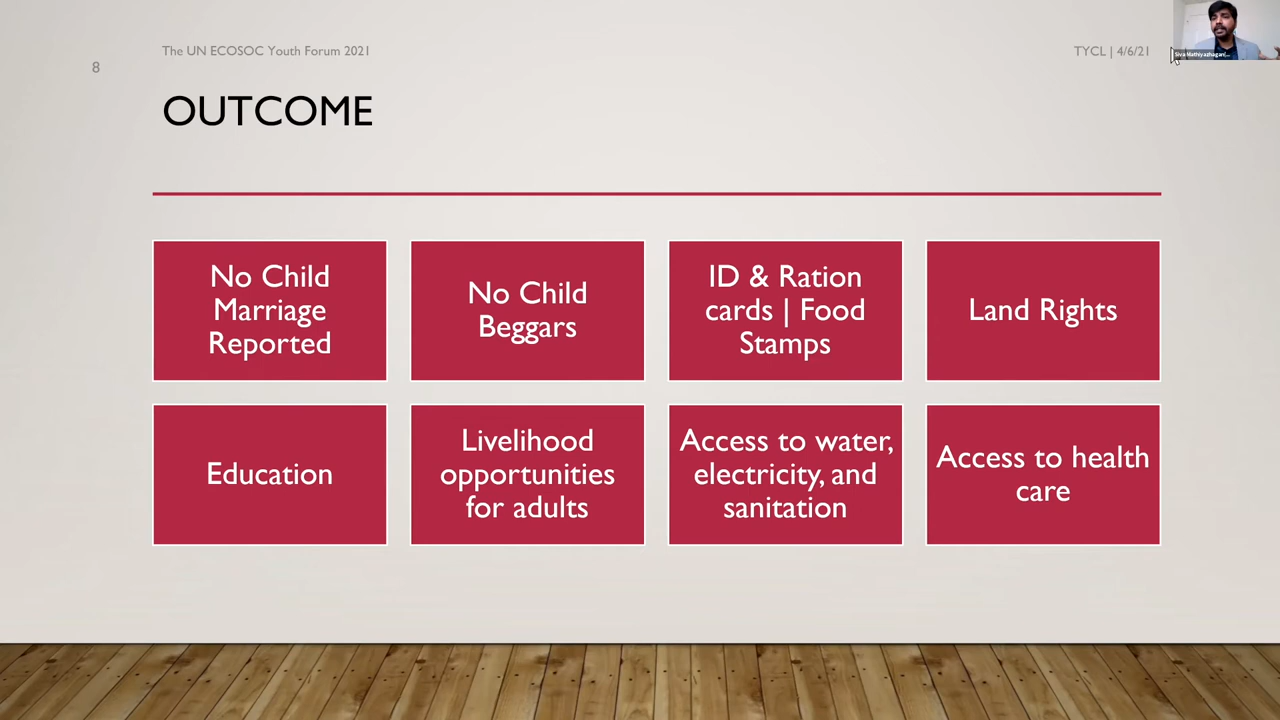 The UN ECOSOC Youth Forum 2021
TYCL | 4/6/21
8
OUTCOME
No Child
Marriage
Reported
No Child
Beggars
ID & Ration
cards | Food
Stamps
Land Rights
Education
Livelihood
opportunities
for adults
Access to water,
electricity, and
sanitation
Access to health
care
Siva Mathiyazhagan(...